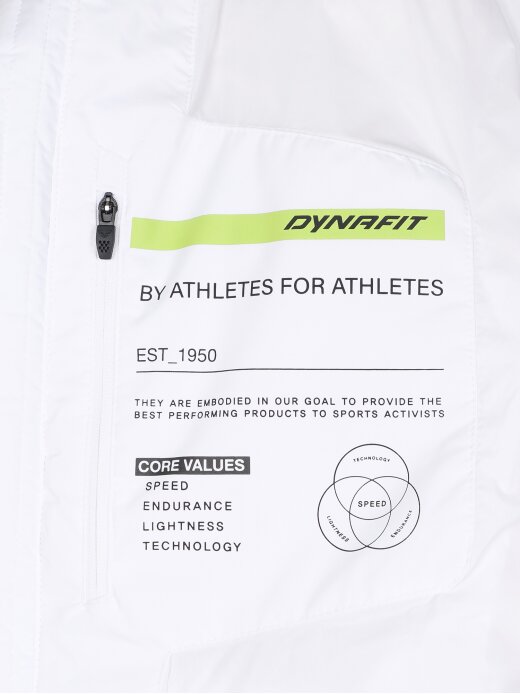 DYNAFIT
BY ATHLETES FOR ATHLETES
EST_1950
THEY ARE EMBODIED IN OUR GOAL TO PROVIDE THE
BEST PERFORMING PRODUCTS TO SPORTS ACTIVISTS
CORE VALUES
SPEED
ENDURANCE
LIGHTNESS
TECHNOLOGY
TECHNOLOGY
SPEED
LIGHTNESS
ENDURANCE